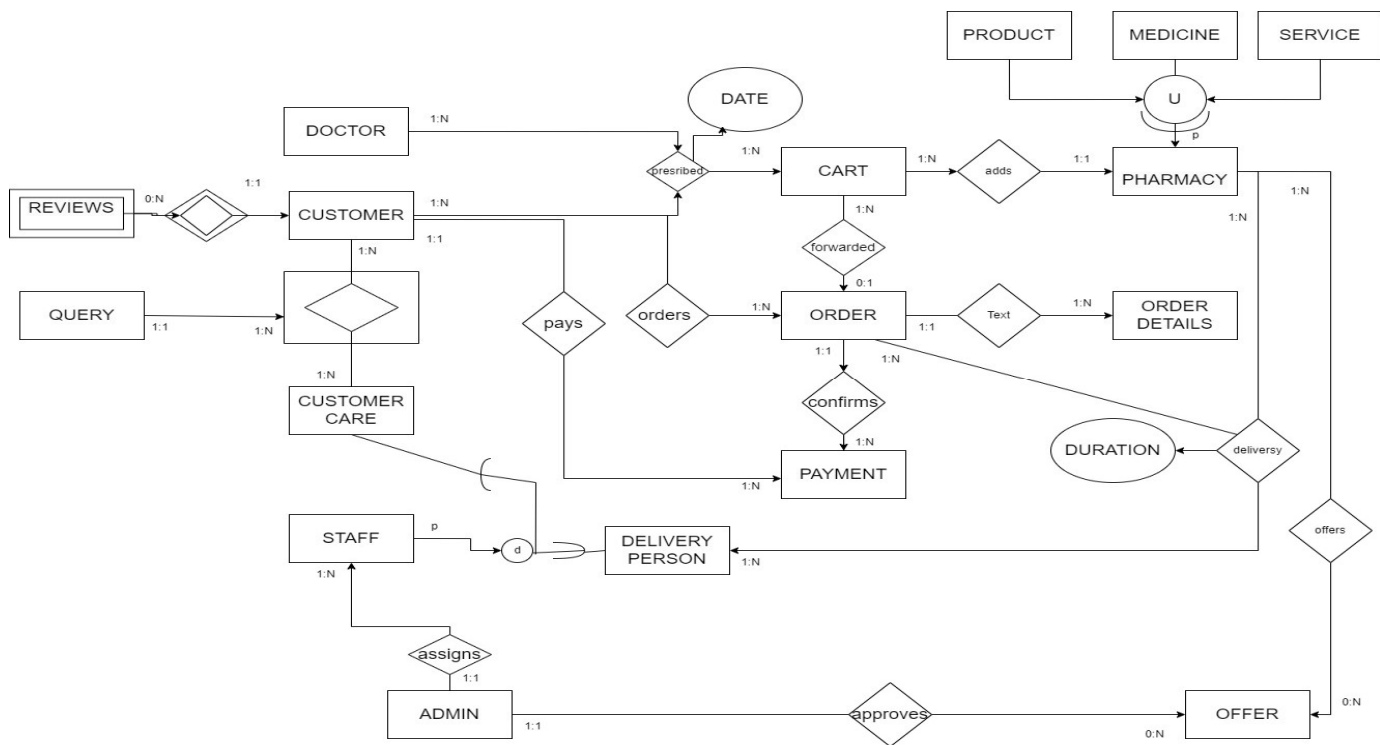 PRODUCT
MEDICINE
SERVICE
DATE
U
DOCTOR
1:N
p
presribed
1:N
CART
1:N
adds
1:1
PHARMACY
1:N
1:N
REVIEWS
0:N
1:1
CUSTOMER
1:N
1:1
1:N
1:N
forwarded
0:1
QUERY
1:1
1:N
pays
orders
1:N
ORDER
1:1
Text
1:N
ORDER
DETAILS
1:1
1:N
1:N
CUSTOMER
CARE
confirms
1:N
DURATION
deliversy
PAYMENT
1:N
STAFF
p
d
DELIVERY
PERSON
1:N
offers
1:N
assigns
1:1
ADMIN
1:1
approves
0:N
OFFER
0:N